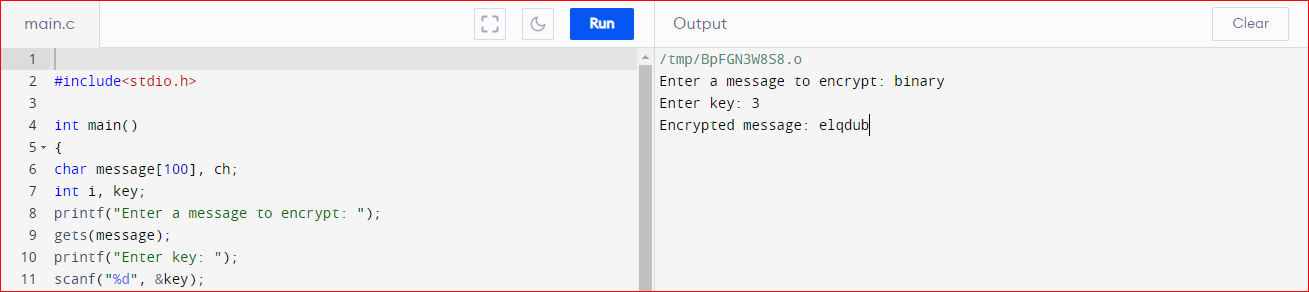 main.c
Run
Output
Clear
1
2 #include<stdio.h>
3
4 int main()
5 {
6 char message[100], ch;
7 int i, key;
8 printf("Enter a message to encrypt: ");
9 gets(message);
10 printf("Enter key: ");
11 scanf("%d", &key);
/tmp/BpFGN3W8S8.o
Enter a message to encrypt: binary
Enter key: 3
Encrypted message: elqdub